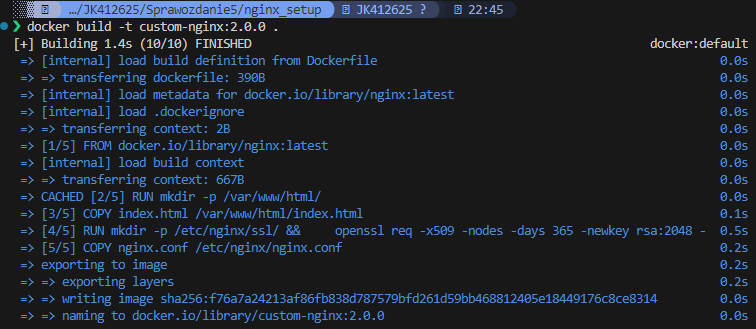 …/JK412625/Sprawozdanie5/nginx_setup JK412625 ? 22:45
❯ docker build -t custom-nginx:2.0.0 .
[+] Building 1.4s (10/10) FINISHED docker:default
=> [internal] load build definition from Dockerfile 0.0s
=> => transferring dockerfile: 390B 0.0s
=> [internal] load metadata for docker.io/library/nginx:latest 0.0s
=> [internal] load .dockerignore 0.0s
=> => transferring context: 2B 0.0s
=> [1/5] FROM docker.io/library/nginx:latest 0.0s
=> [internal] load build context 0.0s
=> => transferring context: 667B 0.0s
=> CACHED [2/5] RUN mkdir -p /var/www/html/ 0.0s
=> [3/5] COPY index.html /var/www/html/index.html 0.1s
=> [4/5] RUN mkdir -p /etc/nginx/ssl/ && openssl req -x509 -nodes -days 365 -newkey rsa:2048 - 0.5s
=> [5/5] COPY nginx.conf /etc/nginx/nginx.conf 0.2s
=> exporting to image 0.2s
=> => exporting layers 0.2s
=> => writing image sha256:f76a7a24213af86fb838d787579bfd261d59bb468812405e18449176c8ce8314 0.0s
=> => naming to docker.io/library/custom-nginx:2.0.0 0.0s